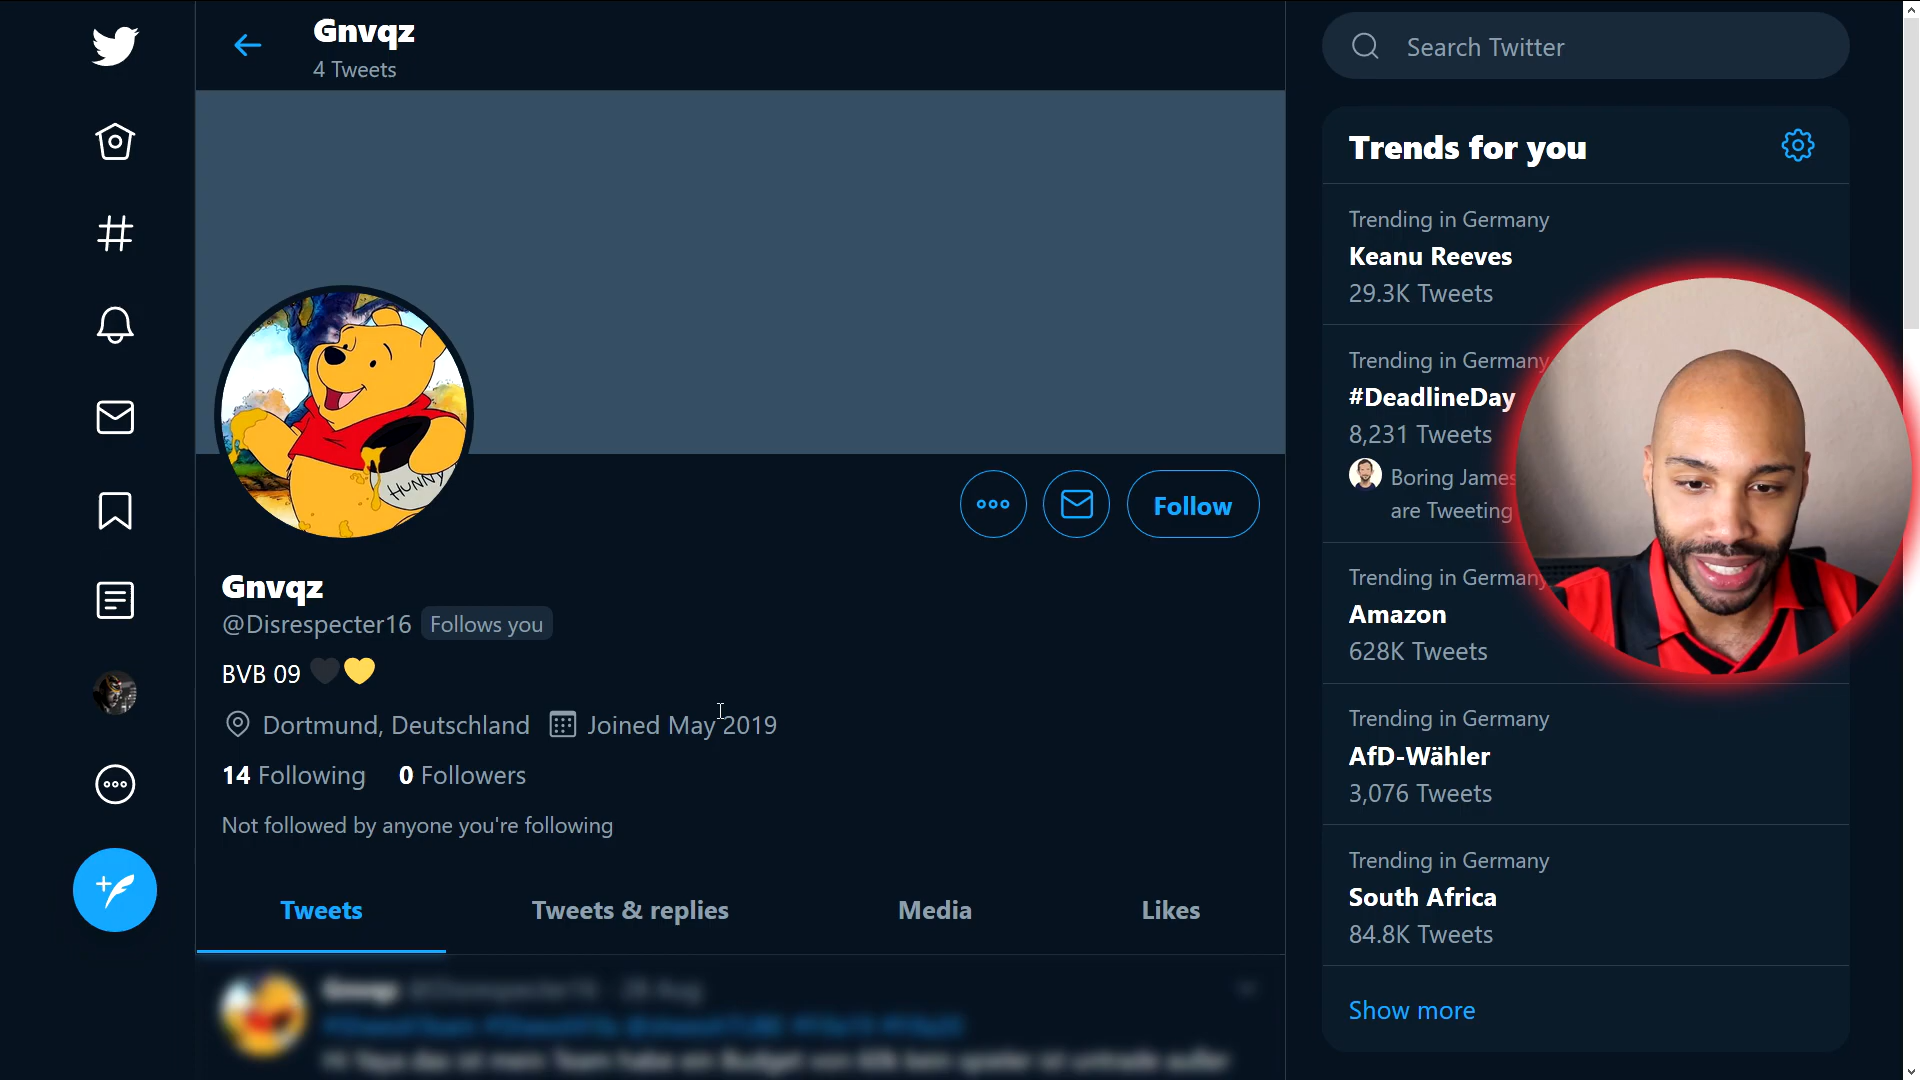 Gnvqz
4 Tweets
HUNNY
Follow
Gnvqz
@Disrespecter16 Follows you
BVB 09 🖤💛
Dortmund, Deutschland Joined May 2019
14 Following 0 Followers
Not followed by anyone you're following
Tweets Tweets & replies Media Likes
Search Twitter
Trends for you
Trending in Germany
Keanu Reeves
29.3K Tweets
Trending in Germany
#DeadlineDay
8,231 Tweets
Boring James
are Tweeting
Trending in Germany
Amazon
628K Tweets
Trending in Germany
AfD-Wähler
3,076 Tweets
Trending in Germany
South Africa
84.8K Tweets
Show more